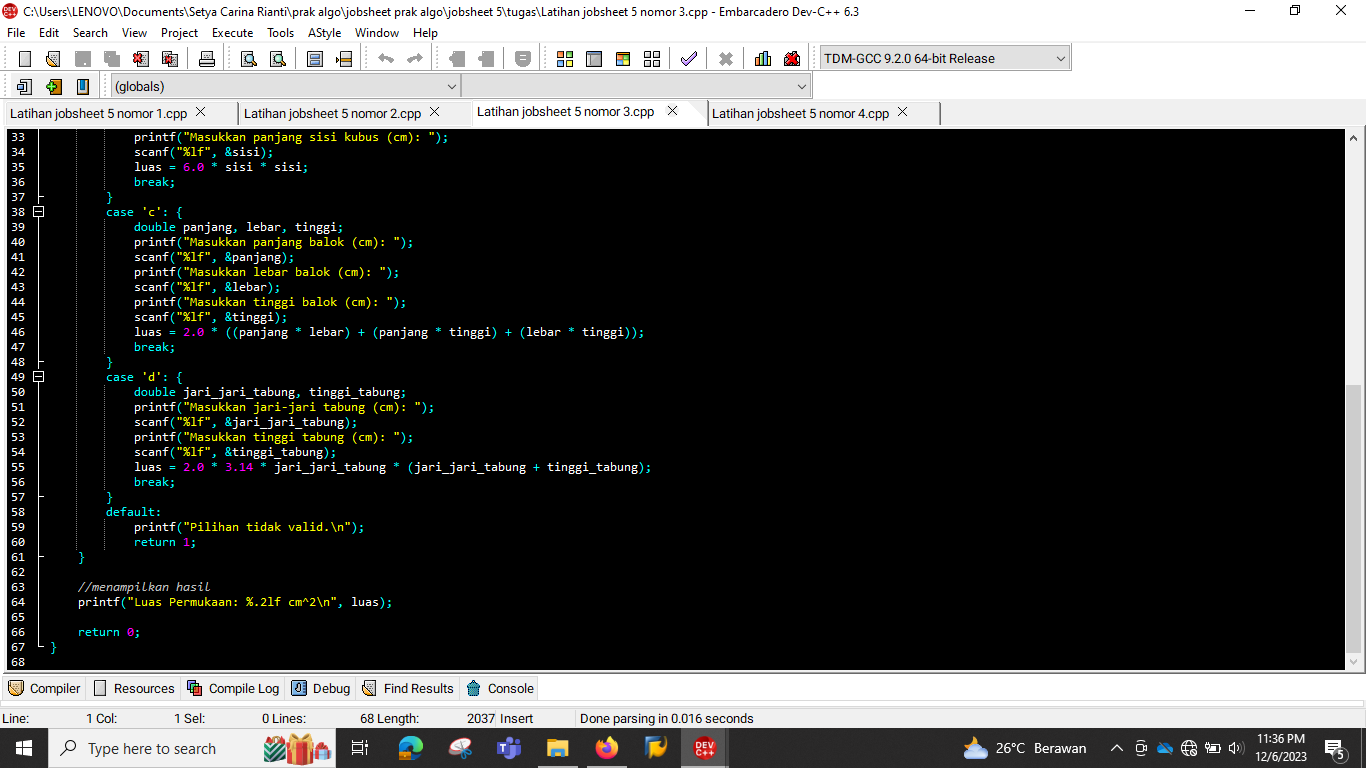 C:\Users\LENOVO\Documents\Setya Carina Rianti\prak algo\jobsheet prak algo\jobsheet 5\tugas\Latihan jobsheet 5 nomor 3.cpp - Embarcadero Dev-C++ 6.3
File Edit Search View Project Execute Tools AStyle Window Help
TDM-GCC 9.2.0 64-bit Release
(globals)
Latihan jobsheet 5 nomor 1.cpp Latihan jobsheet 5 nomor 2.cpp Latihan jobsheet 5 nomor 3.cpp Latihan jobsheet 5 nomor 4.cpp
33 printf("Masukkan panjang sisi kubus (cm): ");
34 scanf("%lf", &sisi);
35 luas = 6.0 * sisi * sisi;
36 break;
37 }
38 case 'c': {
39 double panjang, lebar, tinggi;
40 printf("Masukkan panjang balok (cm): ");
41 scanf("%lf", &panjang);
42 printf("Masukkan lebar balok (cm): ");
43 scanf("%lf", &lebar);
44 printf("Masukkan tinggi balok (cm): ");
45 scanf("%lf", &tinggi);
46 luas = 2.0 * ((panjang * lebar) + (panjang * tinggi) + (lebar * tinggi));
47 break;
48 }
49 case 'd': {
50 double jari_jari_tabung, tinggi_tabung;
51 printf("Masukkan jari-jari tabung (cm): ");
52 scanf("%lf", &jari_jari_tabung);
53 printf("Masukkan tinggi tabung (cm): ");
54 scanf("%lf", &tinggi_tabung);
55 luas = 2.0 * 3.14 * jari_jari_tabung * (jari_jari_tabung + tinggi_tabung);
56 break;
57 }
58 default:
59 printf("Pilihan tidak valid.\n");
60 return 1;
61 }
62
63 //menampilkan hasil
64 printf("Luas Permukaan: %.2lf cm^2\n", luas);
65
66 return 0;
67 }
68
Compiler Resources Compile Log Debug Find Results Console
Line: 1 Col: 1 Sel: 0 Lines: 68 Length: 2037 Insert Done parsing in 0.016 seconds
Type here to search
DEV C++
26°C Berawan
11:36 PM
12/6/2023
5